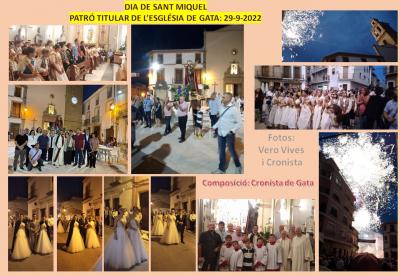 DIA DE SANT MIQUEL
PATRÓ TITULAR DE L'ESGLÉSIA DE GATA: 29-9-2022
Fotos:
Vero Vives
i Cronista
Composició: Cronista de Gata